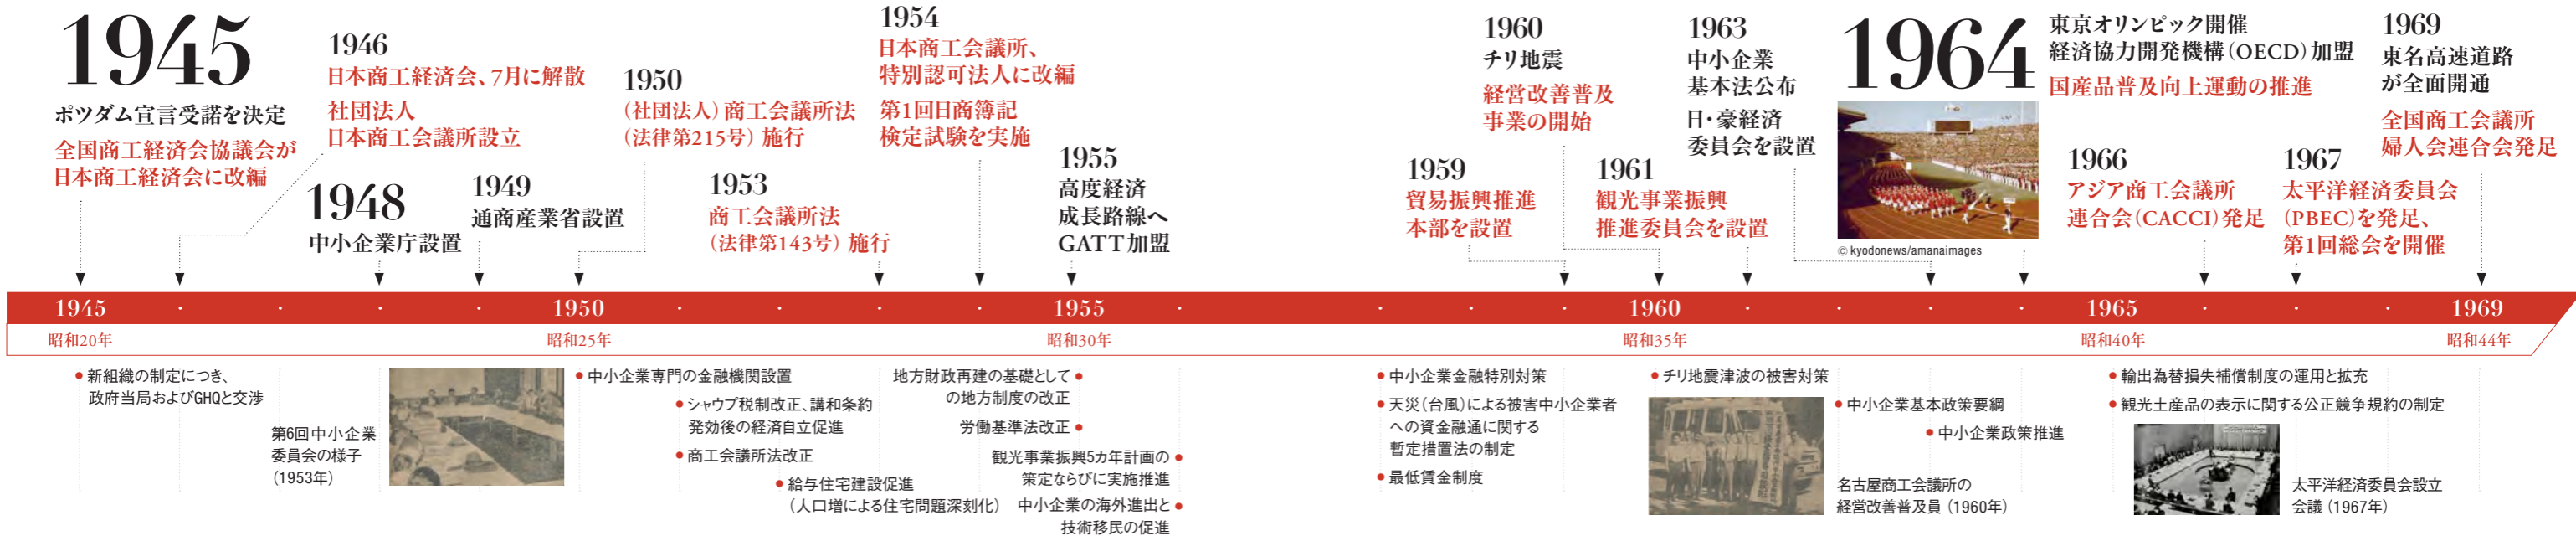 1945
ポツダム宣言受諾を決定
全国商工経済会協議会が
日本商工経済会に改編
1946
日本商工経済会、7月に解散
社団法人
日本商工会議所設立
1948
中小企業庁設置
1949
通商産業省設置
1950
（社団法人）商工会議所法
（法律第215号）施行
1953
商工会議所法
（法律第143号）施行
1954
日本商工会議所、
特別認可法人に改編
第1回日商簿記
検定試験を実施
1955
高度経済
成長路線へ
GATT加盟
1959
貿易振興推進
本部を設置
1960
チリ地震
経営改善普及
事業の開始
1961
観光事業振興
推進委員会を設置
1963
中小企業
基本法公布
日・豪経済
委員会を設置
1964
東京オリンピック開催
経済協力開発機構（OECD）加盟
国産品普及向上運動の推進
© kyodonews/amanaimages
1966
アジア商工会議所
連合会（CACCI）発足
1967
太平洋経済委員会
（PBEC）を発足、
第1回総会を開催
1969
東名高速道路
が全面開通
全国商工会議所
婦人会連合会発足
1945 ・ ・ ・ ・ 1950 ・ ・ ・ ・ 1955 ・ ・ ・ ・ 1960 ・ ・ ・ ・ 1965 ・ ・ ・ 1969
昭和20年 昭和25年 昭和30年 昭和35年 昭和40年 昭和44年
● 新組織の制定につき、
政府当局およびGHQと交渉
第6回中小企業
委員会の様子
（1953年）
● 中小企業専門の金融機関設置
● シャウプ税制改正、講和条約
発効後の経済自立促進
● 商工会議所法改正
● 給与住宅建設促進
（人口増による住宅問題深刻化）
地方財政再建の基礎として ●
の地方制度の改正
労働基準法改正 ●
観光事業振興5カ年計画の ●
策定ならびに実施推進
中小企業の海外進出と ●
技術移民の促進
● 中小企業金融特別対策
● 天災（台風）による被害中小企業者
への資金融通に関する
暫定措置法の制定
● 最低賃金制度
● チリ地震津波の被害対策
● 中小企業基本政策要綱
● 中小企業政策推進
名古屋商工会議所の
経営改善普及員（1960年）
● 輸出為替損失補償制度の運用と拡充
● 観光土産品の表示に関する公正競争規約の制定
太平洋経済委員会設立
会議（1967年）